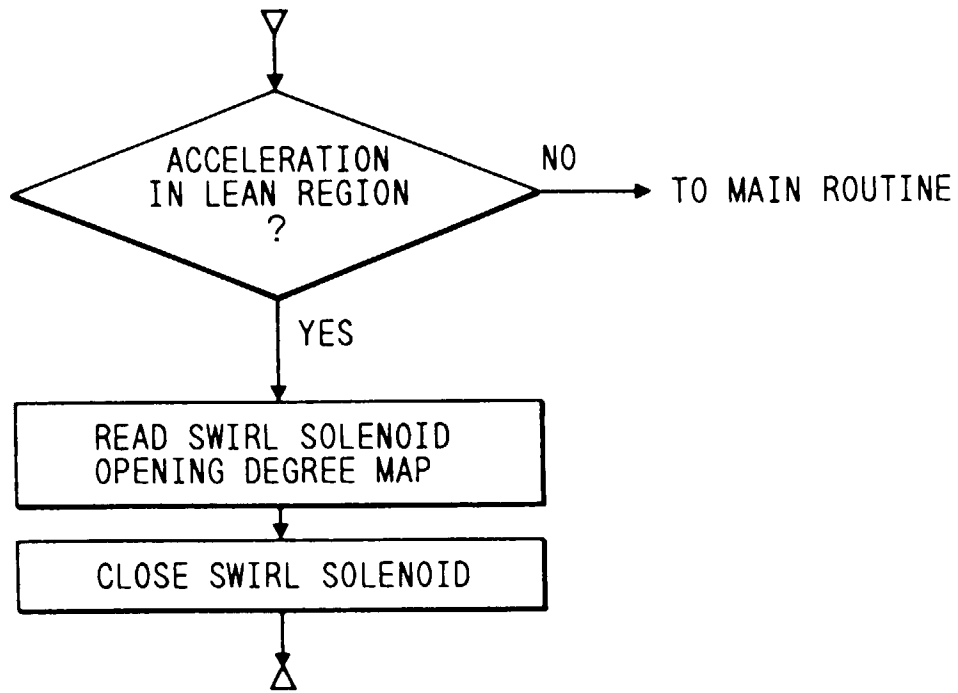 ACCELERATION
IN LEAN REGION
?
NO
TO MAIN ROUTINE
YES
READ SWIRL SOLENOID
OPENING DEGREE MAP
CLOSE SWIRL SOLENOID